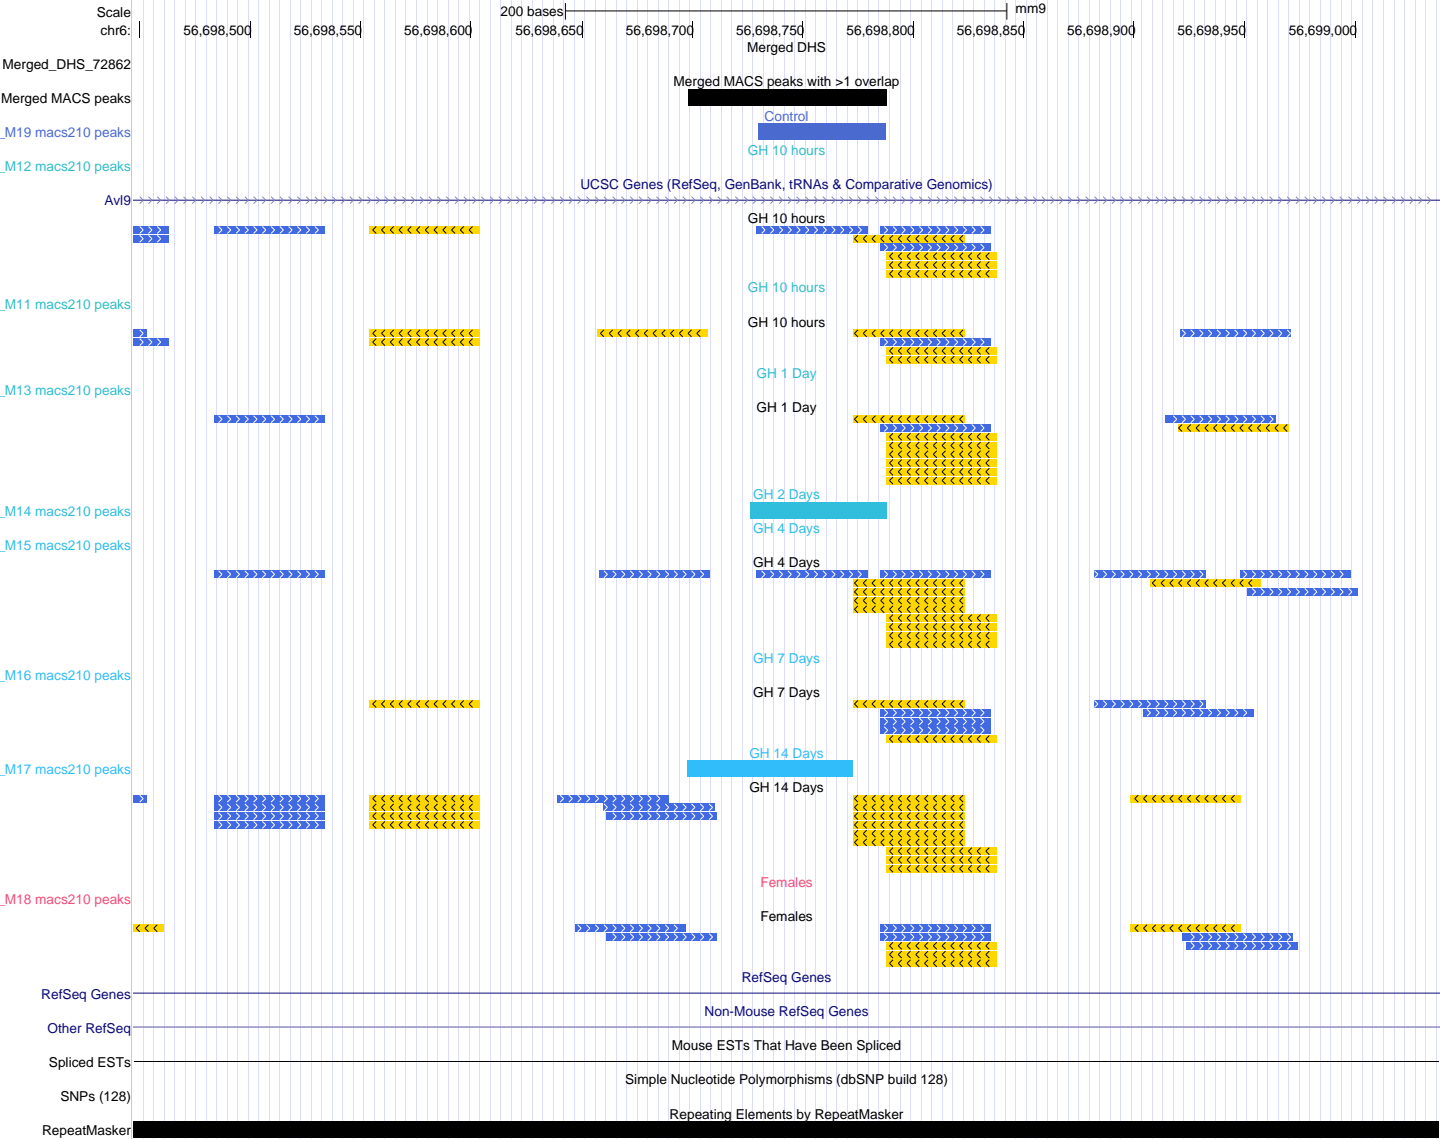 Scale 200 bases mm9
chr6: 56,698,500 56,698,550 56,698,600 56,698,650 56,698,700 56,698,750 56,698,800 56,698,850 56,698,900 56,698,950 56,699,000
Merged DHS
Merged_DHS_72862
Merged MACS peaks with >1 overlap
Merged MACS peaks
Control
_M19 macs210 peaks
GH 10 hours
_M12 macs210 peaks
UCSC Genes (RefSeq, GenBank, tRNAs & Comparative Genomics)
Avl9
GH 10 hours
GH 10 hours
_M11 macs210 peaks
GH 10 hours
GH 1 Day
_M13 macs210 peaks
GH 1 Day
GH 2 Days
_M14 macs210 peaks
GH 4 Days
_M15 macs210 peaks
GH 4 Days
GH 7 Days
_M16 macs210 peaks
GH 7 Days
GH 14 Days
_M17 macs210 peaks
GH 14 Days
Females
_M18 macs210 peaks
Females
RefSeq Genes
RefSeq Genes
Non-Mouse RefSeq Genes
Other RefSeq
Mouse ESTs That Have Been Spliced
Spliced ESTs
Simple Nucleotide Polymorphisms (dbSNP build 128)
SNPs (128)
Repeating Elements by RepeatMasker
RepeatMasker